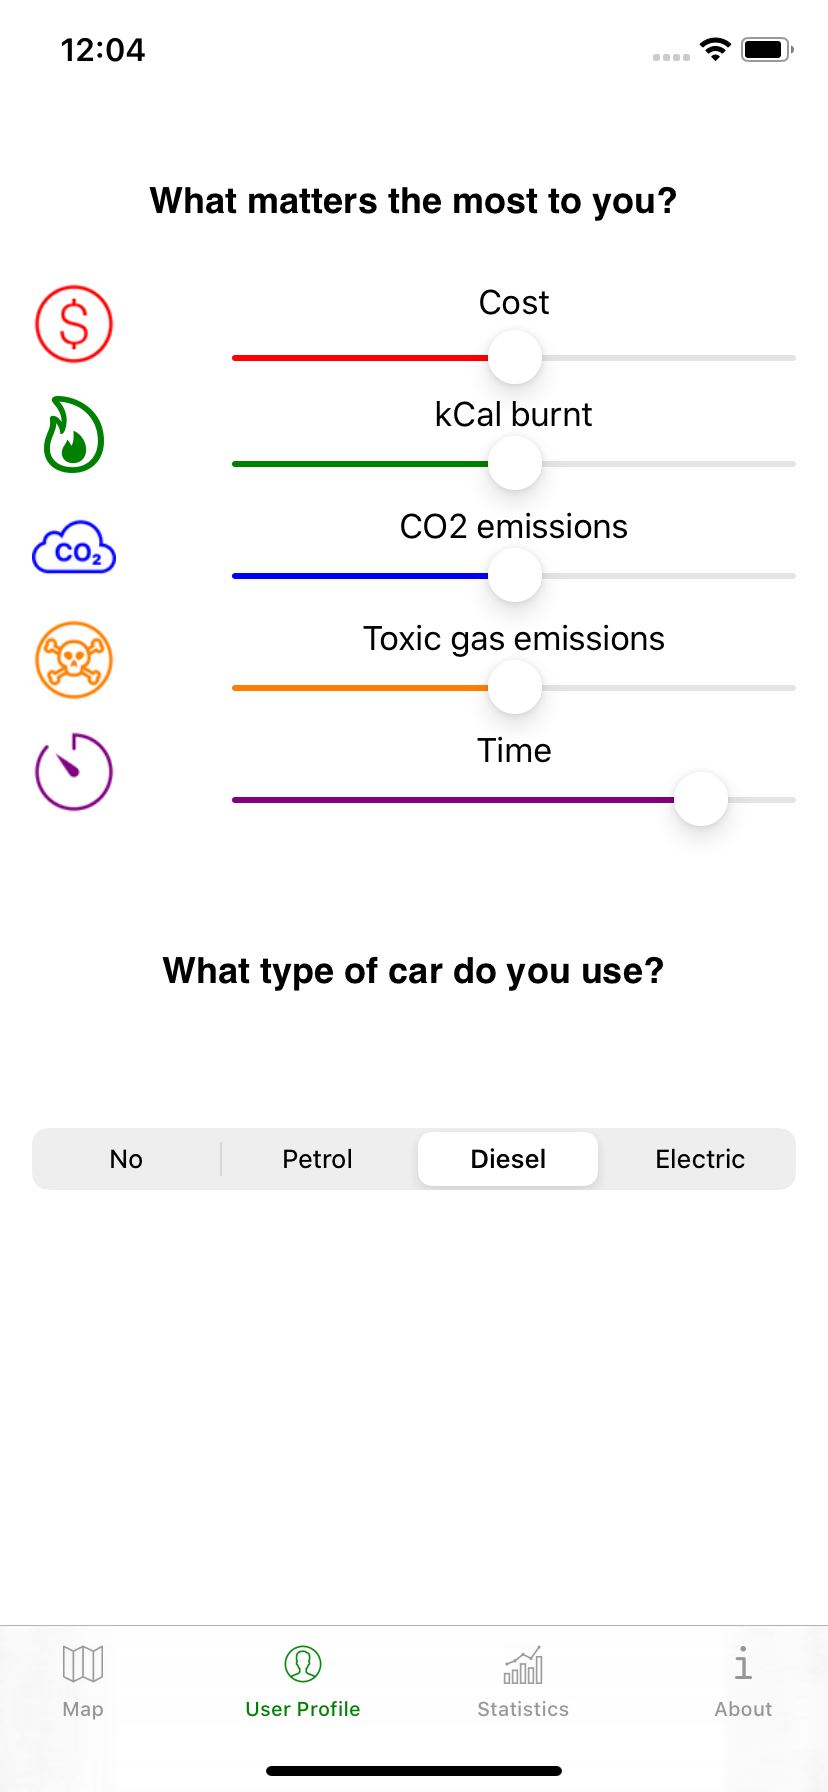 12:04
What matters the most to you?
$
Cost
kCal burnt
CO2
CO2 emissions
Toxic gas emissions
Time
What type of car do you use?
No Petrol Diesel Electric
Map User Profile Statistics About